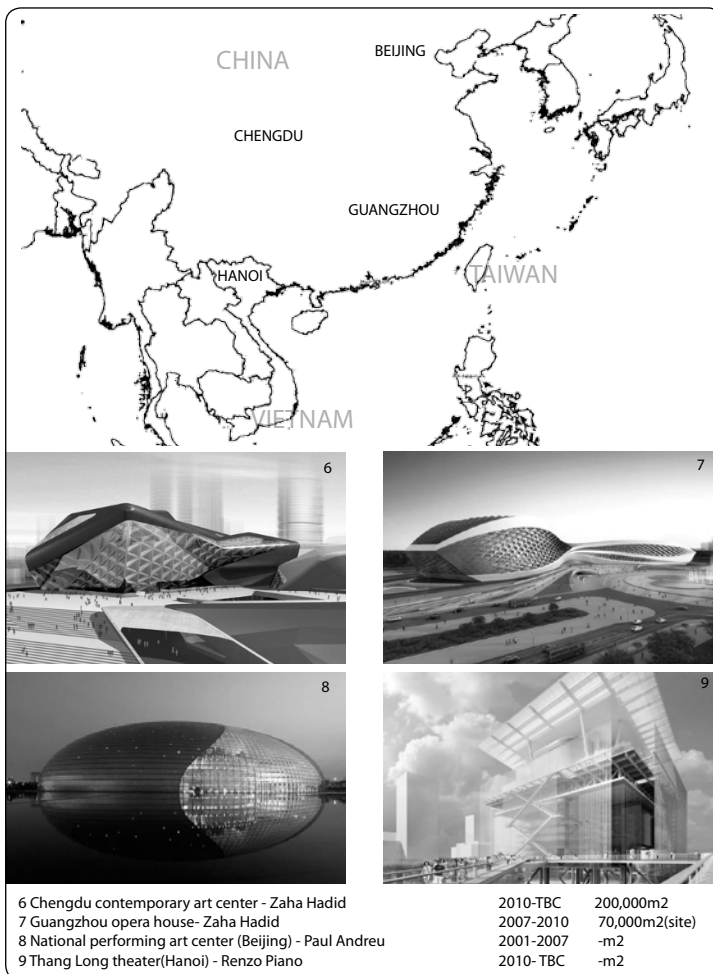 BEIJING
CHINA
CHENGDU
GUANGZHOU
HANOI
TAIWAN
VIETNAM
6
7
8
9
6 Chengdu contemporary art center - Zaha Hadid 2010-TBC 200,000m2
7 Guangzhou opera house- Zaha Hadid 2007-2010 70,000m2(site)
8 National performing art center (Beijing) - Paul Andreu 2001-2007 -m2
9 Thang Long theater(Hanoi) - Renzo Piano 2010- TBC -m2